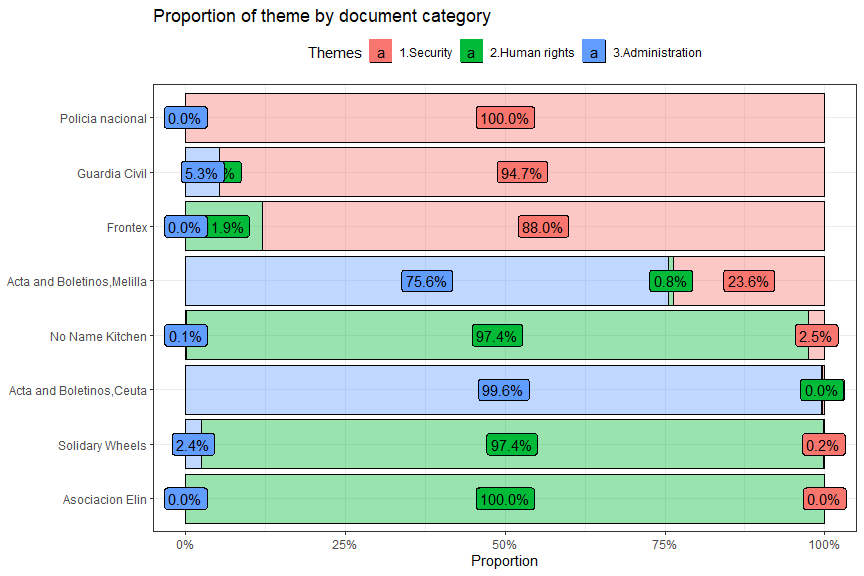 Proportion of theme by document category
Themes a 1.Security a 2.Human rights a 3.Administration
Policia nacional 0.0% 100.0%
Guardia Civil 5.3% % 94.7%
Frontex 0.0% 1.9% 88.0%
Acta and Boletinos,Melilla 75.6% 0.8% 23.6%
No Name Kitchen 0.1% 97.4% 2.5%
Acta and Boletinos,Ceuta 99.6% 0.0%
Solidary Wheels 2.4% 97.4% 0.2%
Asociacion Elin 0.0% 100.0% 0.0%
0% 25% 50% 75% 100%
Proportion